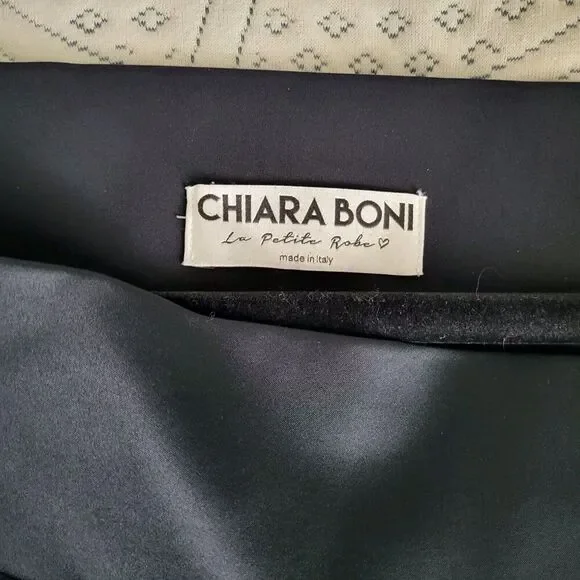 CHIARA BONI
La Petite Robe♡
made in Italy